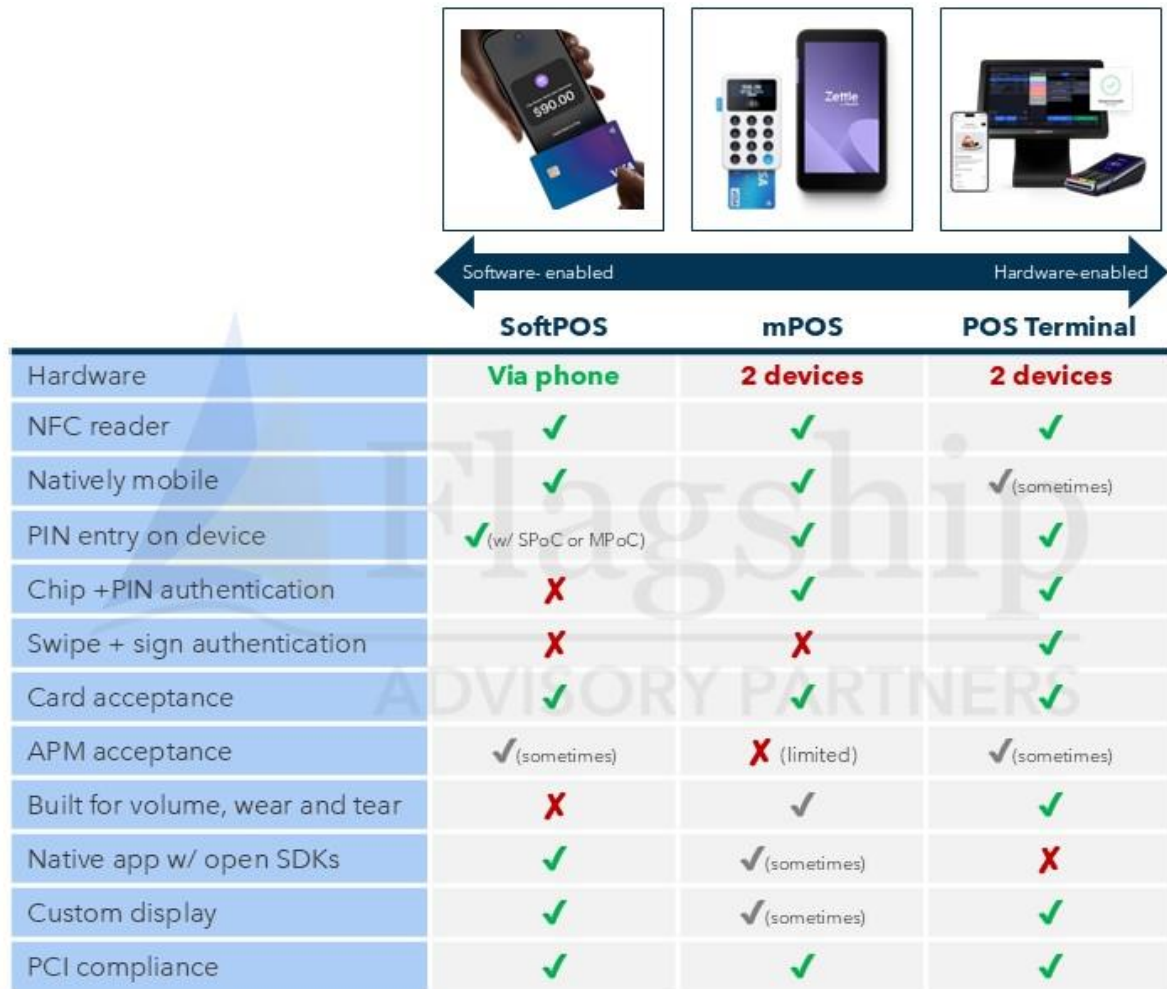 $90.00
VISA
Zettle
VISA
Software- enabled
Hardware-enabled
SoftPOS
mPOS
POS Terminal
Hardware
Via phone
2 devices
2 devices
NFC reader
✓
✓
✓
Natively mobile
✓
✓
✓(sometimes)
PIN entry on device
✓(w/ SPoC or MPoC)
✓
✓
Chip +PIN authentication
✗
✓
✓
Swipe + sign authentication
✗
✗
✓
Card acceptance
✓
✓
✓
APM acceptance
✓(sometimes)
✗ (limited)
✓(sometimes)
Built for volume, wear and tear
✗
✓
✓
Native app w/ open SDKs
✓
✓(sometimes)
✗
Custom display
✓
✓(sometimes)
✓
PCI compliance
✓
✓
✓
Flagship
ADVISORY PARTNERS